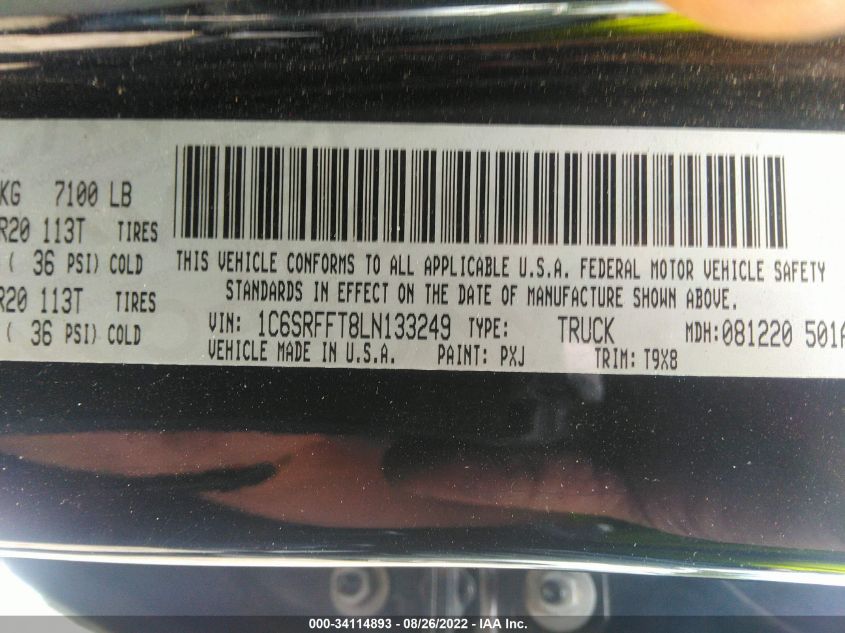 KG 7100 LB
R20 113T TIRES
( 36 PSI) COLD
R20 113T TIRES
( 36 PSI) COLD
THIS VEHICLE CONFORMS TO ALL APPLICABLE U.S.A. FEDERAL MOTOR VEHICLE SAFETY
STANDARDS IN EFFECT ON THE DATE OF MANUFACTURE SHOWN ABOVE.
VIN: 1C6SRFFT8LN133249 TYPE: TRUCK MDH:081220 501A
VEHICLE MADE IN U.S.A. PAINT: PXJ TRIM: T9X8
000-34114893 - 08/26/2022 - IAA Inc.